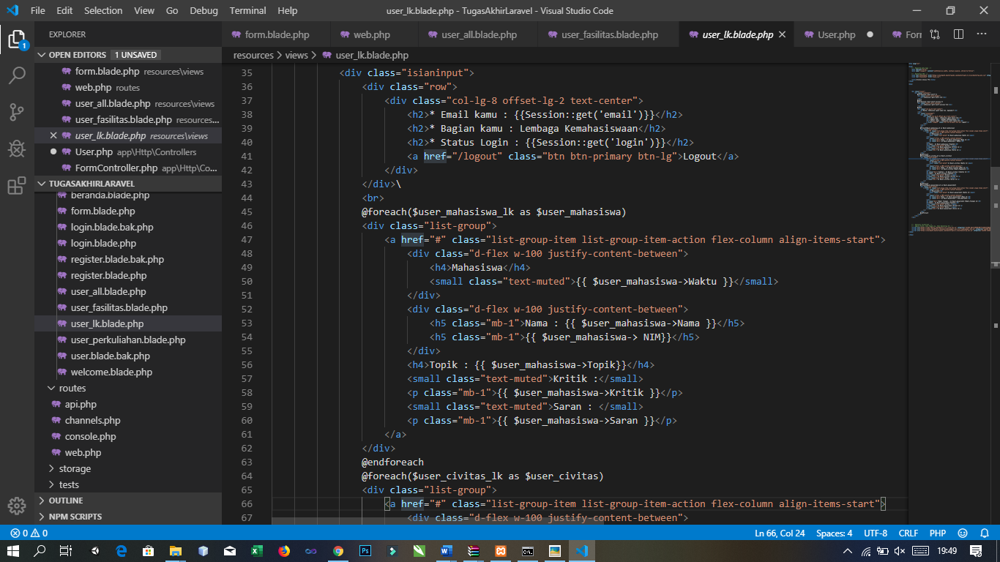 File Edit Selection View Go Debug Terminal Help user_lk.blade.php - TugasAkhirLaravel - Visual Studio Code
EXPLORER
OPEN EDITORS 1 UNSAVED
form.blade.php resources\views
web.php routes
user_all.blade.php resources\views
user_fasilitas.blade.php resources...
user_lk.blade.php resources\views
User.php app\Http\Controllers
FormController.php app\Http\Co...
TUGASAKHIRLARAVEL
beranda.blade.php
form.blade.php
login.blade.bak.php
login.blade.php
register.blade.bak.php
register.blade.php
user_all.blade.php
user_fasilitas.blade.php
user_lk.blade.php
user_perkuliahan.blade.php
user.blade.bak.php
welcome.blade.php
routes
api.php
channels.php
console.php
web.php
storage
tests
OUTLINE
NPM SCRIPTS
1
form.blade.php web.php user_all.blade.php user_fasilitas.blade.php user_lk.blade.php User.php Forn
resources > views > user_lk.blade.php
35 <div class="isianinput">
36 <div class="row">
37 <div class="col-lg-8 offset-lg-2 text-center">
38 <h2>* Email kamu : {{Session::get('email')}}</h2>
39 <h2>* Bagian kamu : Lembaga Kemahasiswaan</h2>
40 <h2>* Status Login : {{Session::get('login')}}</h2>
41 <a href="/logout" class="btn btn-primary btn-lg">Logout</a>
42 </div>
43 </div>\
44 <br>
45 @foreach($user_mahasiswa_lk as $user_mahasiswa)
46 <div class="list-group">
47 <a href="#" class="list-group-item list-group-item-action flex-column align-items-start">
48 <div class="d-flex w-100 justify-content-between">
49 <h4>Mahasiswa</h4>
50 <small class="text-muted">{{ $user_mahasiswa->Waktu }}</small>
51 </div>
52 <div class="d-flex w-100 justify-content-between">
53 <h5 class="mb-1">Nama : {{ $user_mahasiswa->Nama }}</h5>
54 <h5 class="mb-1">{{ $user_mahasiswa-> NIM}}</h5>
55 </div>
56 <h4>Topik : {{ $user_mahasiswa->Topik}}</h4>
57 <small class="text-muted">Kritik :</small>
58 <p class="mb-1">{{ $user_mahasiswa->Kritik }}</p>
59 <small class="text-muted">Saran : </small>
60 <p class="mb-1">{{ $user_mahasiswa->Saran }}</p>
61 </a>
62 </div>
63 @endforeach
64 @foreach($user_civitas_lk as $user_civitas)
65 <div class="list-group">
66 <a href="#" class="list-group-item list-group-item-action flex-column align-items-start">
67 <div class="d-flex w-100 justify-content-between">
0 0 Ln 66, Col 24 Spaces: 4 UTF-8 CRLF PHP
19:49